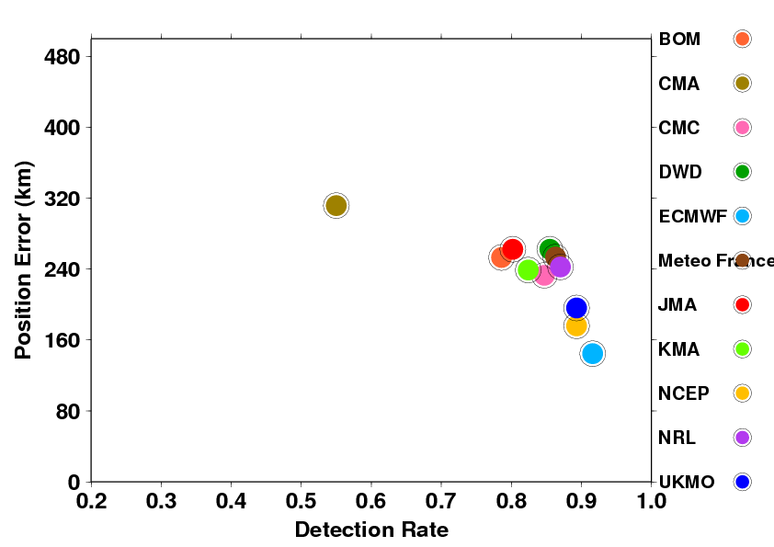 480
400
320
240
160
80
0
Position Error (km)
0.2 0.3 0.4 0.5 0.6 0.7 0.8 0.9 1.0
Detection Rate
BOM
CMA
CMC
DWD
ECMWF
Meteo France
JMA
KMA
NCEP
NRL
UKMO